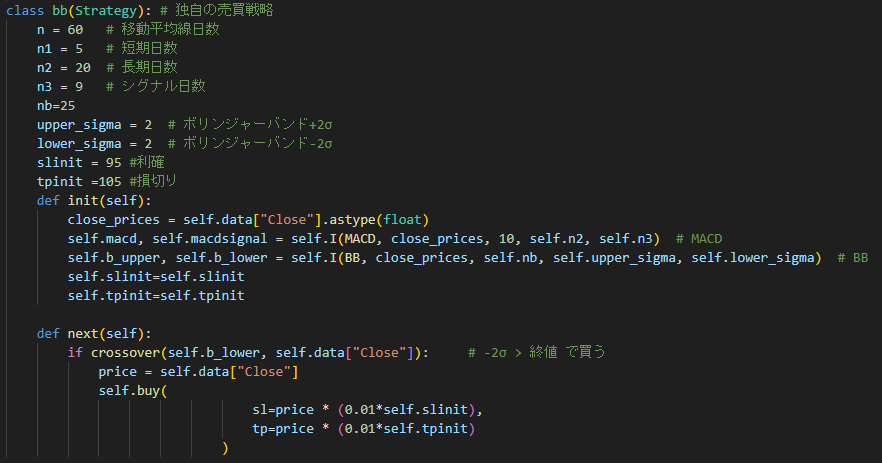 class bb(Strategy): # 独自の売買戦略
    n = 60   # 移動平均線日数
    n1 = 5   # 短期日数
    n2 = 20  # 長期日数
    n3 = 9   # シグナル日数
    nb=25
    upper_sigma = 2  # ボリンジャーバンド+2σ
    lower_sigma = 2  # ボリンジャーバンド-2σ
    slinit = 95 #利確
    tpinit =105 #損切り
    def init(self):
        close_prices = self.data["Close"].astype(float)
        self.macd, self.macdsignal = self.I(MACD, close_prices, 10, self.n2, self.n3)  # MACD
        self.b_upper, self.b_lower = self.I(BB, close_prices, self.nb, self.upper_sigma, self.lower_sigma)  # BB
        self.slinit=self.slinit
        self.tpinit=self.tpinit
    def next(self):
        if crossover(self.b_lower, self.data["Close"]):     # -2σ > 終値 で買う
            price = self.data["Close"]
            self.buy(
                                sl=price * (0.01*self.slinit),
                                tp=price * (0.01*self.tpinit)
                            )